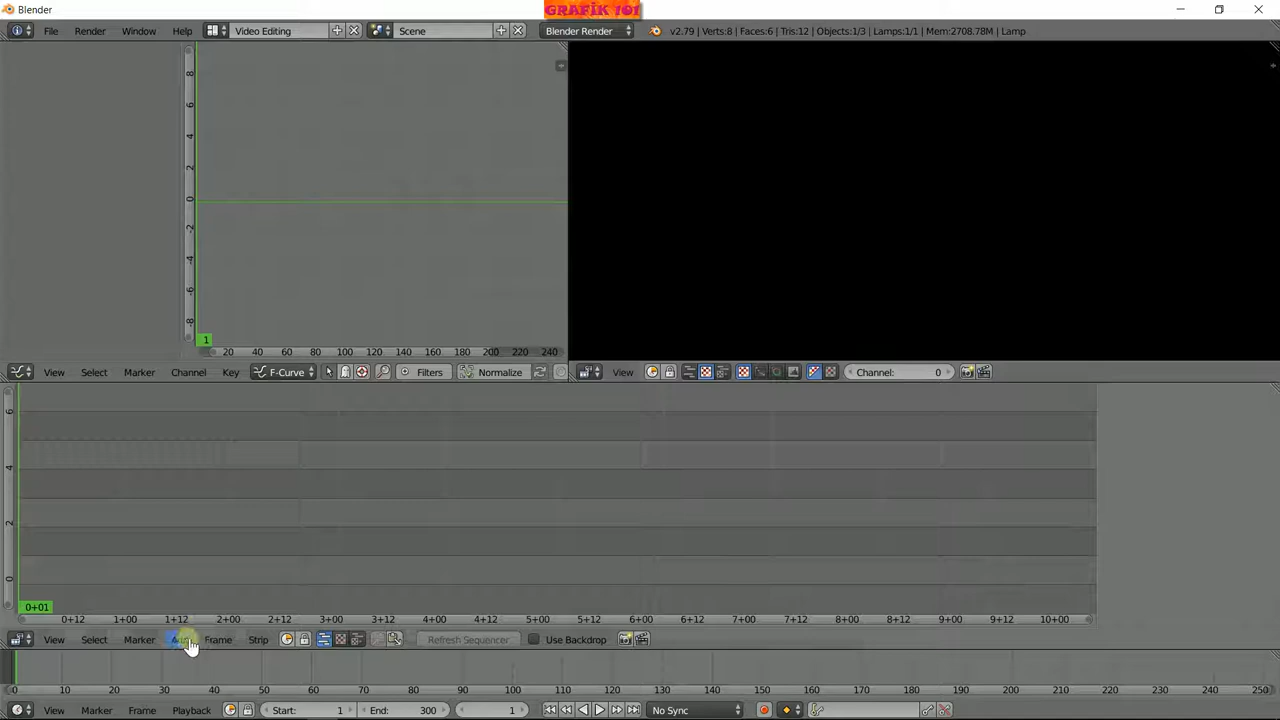 Blender
GRAFİK 101
File Render Window Help Video Editing Scene Blender Render v2.79 | Verts:8 | Faces:6 | Tris:12 | Objects:1/3 | Lamps:1/1 | Mem:2708.78M | Lamp
8
6
4
2
0
-2
-4
-6
-8
1
20 40 60 80 100 120 140 160 180 200 220 240
View Select Marker Channel Key F-Curve Filters Normalize
View Channel: 0
6
4
2
0
0+01
0+12 1+00 1+12 2+00 2+12 3+00 3+12 4+00 4+12 5+00 5+12 6+00 6+12 7+00 7+12 8+00 8+12 9+00 9+12 10+00
View Select Marker Frame Strip Refresh Sequencer Use Backdrop
0 10 20 30 40 50 60 70 80 90 100 110 120 130 140 150 160 170 180 190 200 210 220 230 240 250
View Marker Frame Playback Start: 1 End: 300 1 No Sync